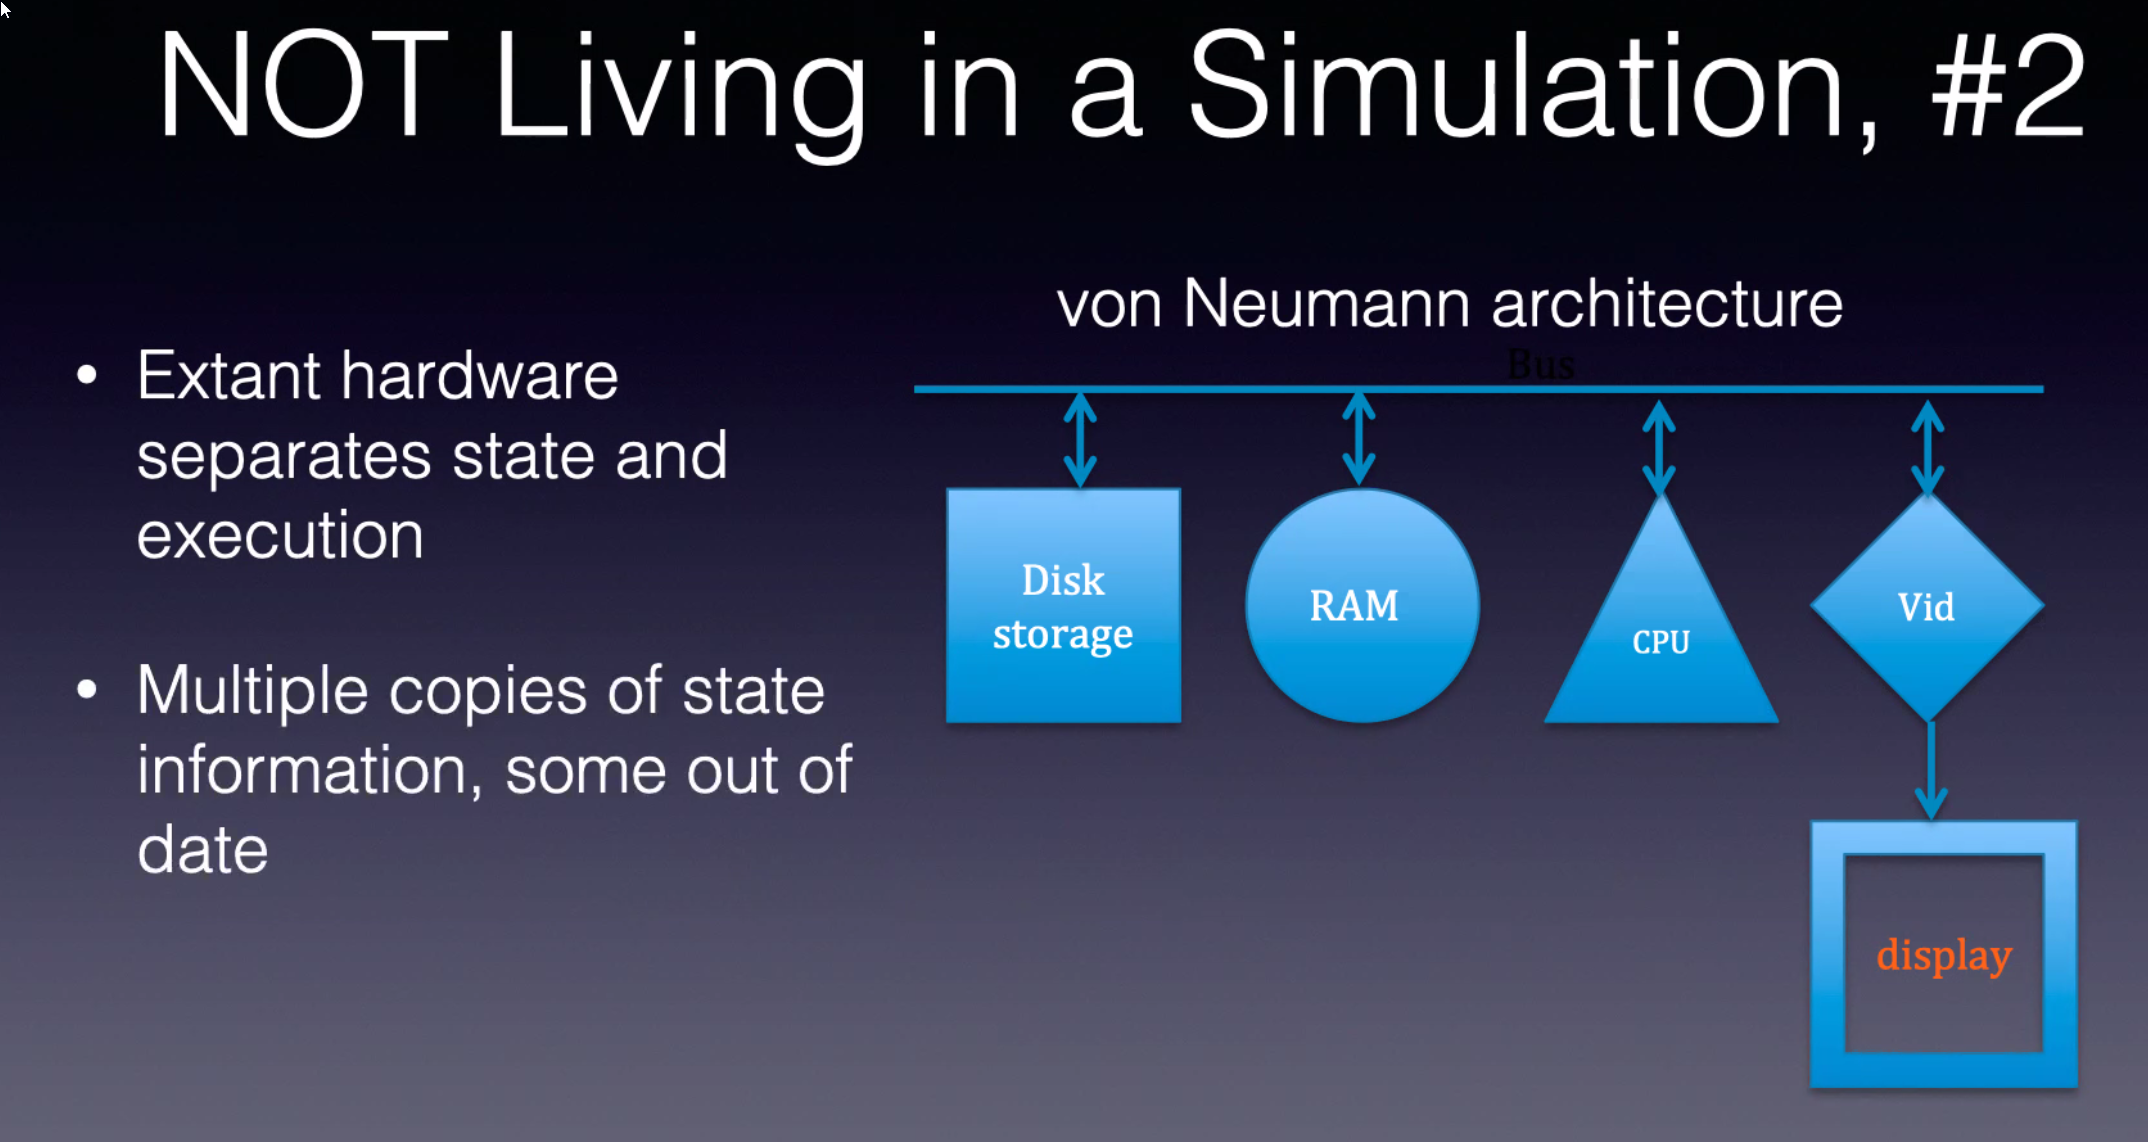 NOT Living in a Simulation, #2
• Extant hardware
separates state and
execution
• Multiple copies of state
information, some out of
date
von Neumann architecture
Bus
Disk
storage
RAM
CPU
Vid
display